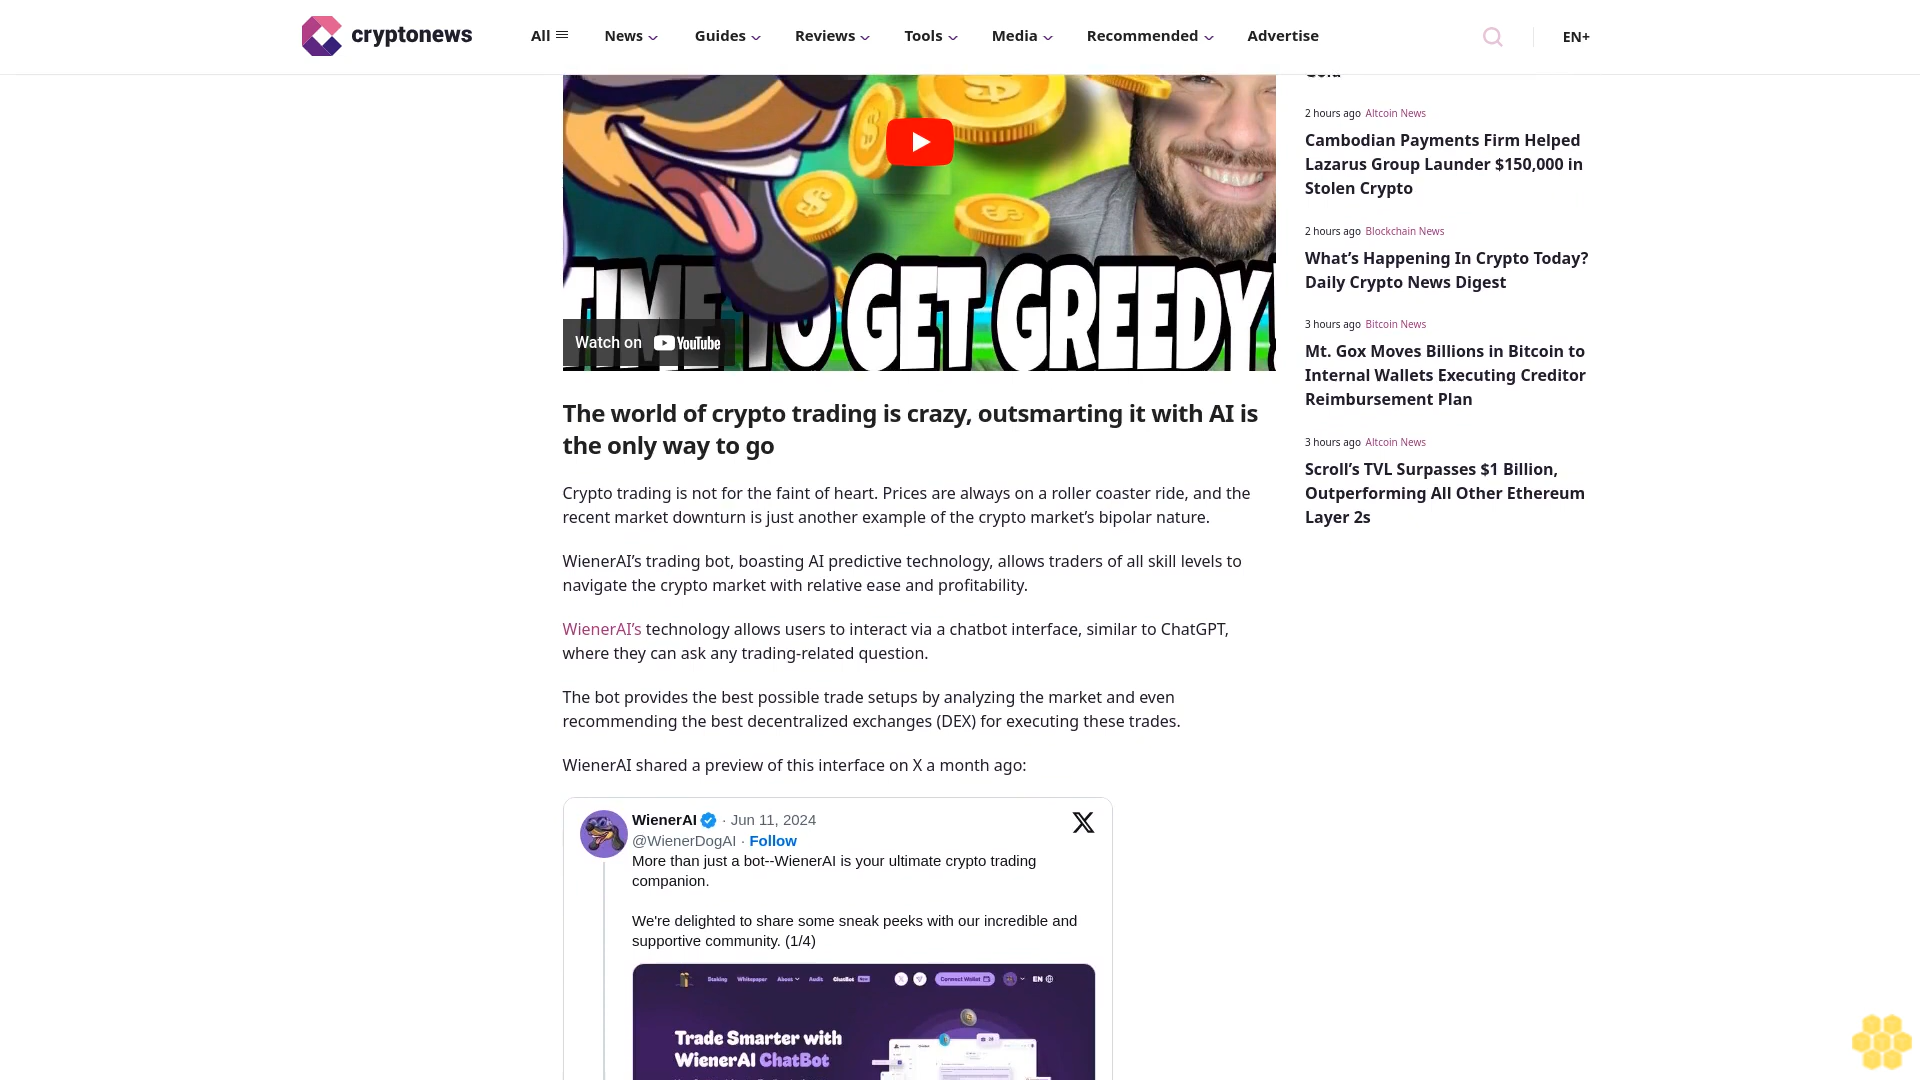 cryptonews
All
News
Guides
Reviews
Tools
Media
Recommended
Advertise
EN+
TIME TO GET GREEDY!
Watch on YouTube
The world of crypto trading is crazy, outsmarting it with AI is
the only way to go
Crypto trading is not for the faint of heart. Prices are always on a roller coaster ride, and the
recent market downturn is just another example of the crypto market’s bipolar nature.
WienerAI’s trading bot, boasting AI predictive technology, allows traders of all skill levels to
navigate the crypto market with relative ease and profitability.
WienerAI’s technology allows users to interact via a chatbot interface, similar to ChatGPT,
where they can ask any trading-related question.
The bot provides the best possible trade setups by analyzing the market and even
recommending the best decentralized exchanges (DEX) for executing these trades.
WienerAI shared a preview of this interface on X a month ago:
WienerAI · Jun 11, 2024
@WienerDogAI · Follow
More than just a bot--WienerAI is your ultimate crypto trading
companion.
We're delighted to share some sneak peeks with our incredible and
supportive community. (1/4)
Staking Whitepaper About Audit ChatBot New Connect Wallet EN
Trade Smarter with
WienerAI ChatBot
2 hours ago Altcoin News
Cambodian Payments Firm Helped
Lazarus Group Launder $150,000 in
Stolen Crypto
2 hours ago Blockchain News
What’s Happening In Crypto Today?
Daily Crypto News Digest
3 hours ago Bitcoin News
Mt. Gox Moves Billions in Bitcoin to
Internal Wallets Executing Creditor
Reimbursement Plan
3 hours ago Altcoin News
Scroll’s TVL Surpasses $1 Billion,
Outperforming All Other Ethereum
Layer 2s